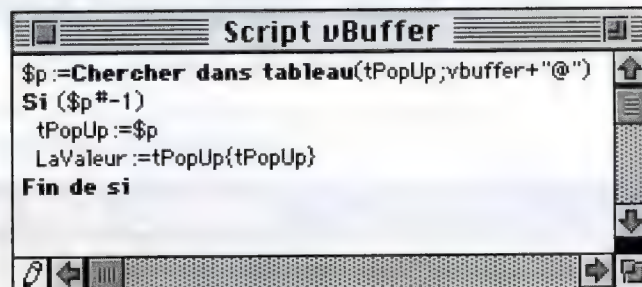 Script vBuffer
$p:=Chercher dans tableau(tPopUp;vbuffer+"@")
Si ($p#-1)
tPopUp:=$p
LaValeur:=tPopUp{tPopUp}
Fin de si